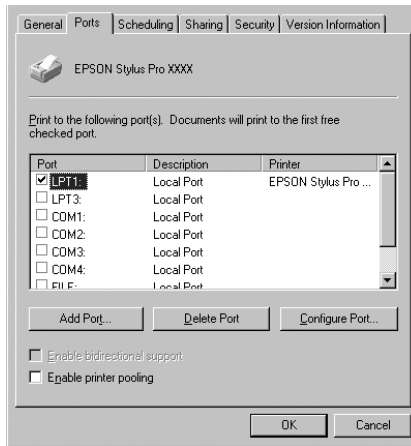 General Ports Scheduling Sharing Security Version Information
EPSON Stylus Pro XXXX
Print to the following port(s). Documents will print to the first free
checked port.
Port Description Printer
LPT1: Local Port EPSON Stylus Pro ...
LPT3: Local Port
COM1: Local Port
COM2: Local Port
COM3: Local Port
COM4: Local Port
FILE: Local Port
Add Port... Delete Port Configure Port...
Enable bidirectional support
Enable printer pooling
OK Cancel